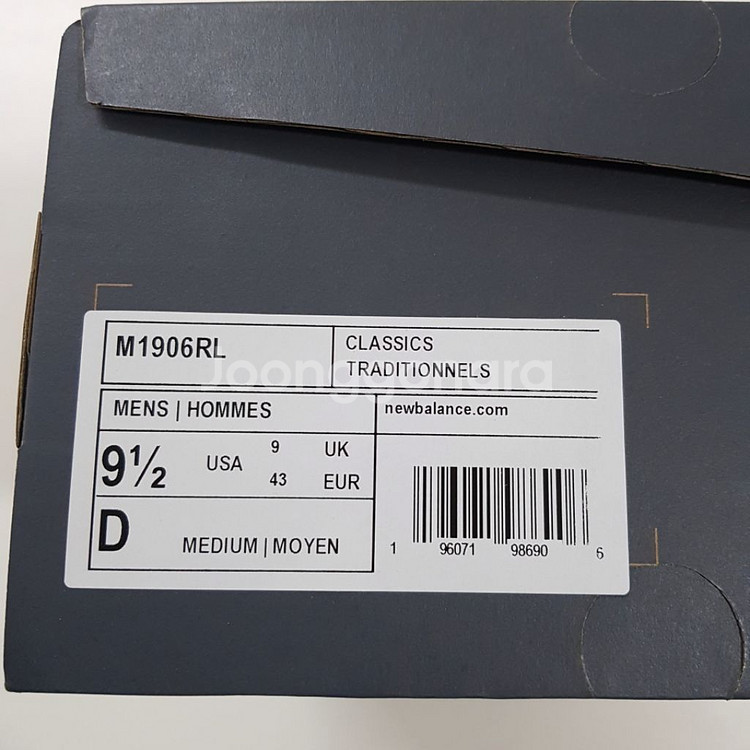 M1906RL
CLASSICS
TRADITIONNELS
Joonggonara
MENS | HOMMES
newbalance.com
9½ USA 9 UK
43 EUR
D MEDIUM | MOYEN
1 96071 98690 6